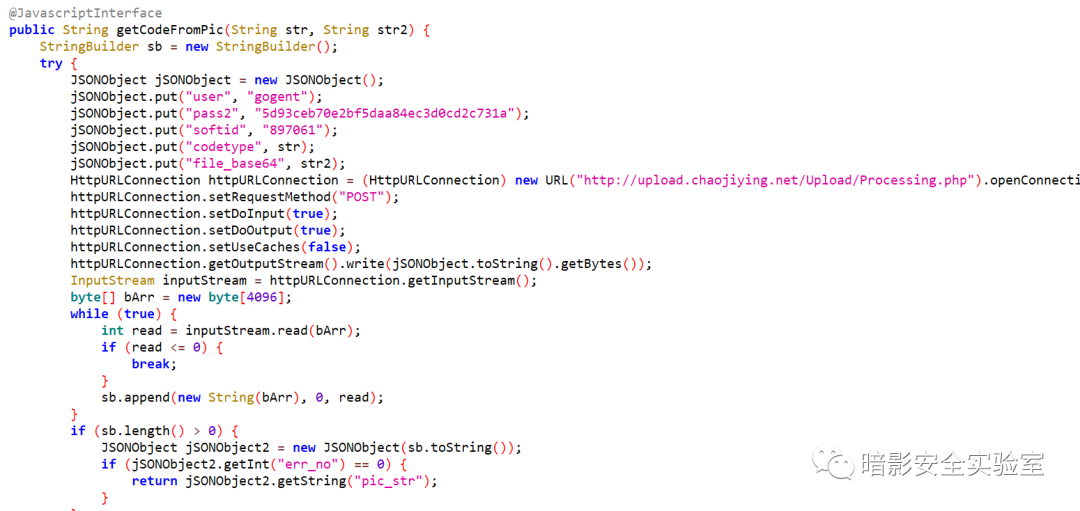 @JavascriptInterface
public String getCodeFromPic(String str, String str2) {
    StringBuilder sb = new StringBuilder();
    try {
        JSONObject jSONObject = new JSONObject();
        jSONObject.put("user", "gogent");
        jSONObject.put("pass2", "5d93ceb70e2bf5daa84ec3d0cd2c731a");
        jSONObject.put("softid", "897061");
        jSONObject.put("codetype", str);
        jSONObject.put("file_base64", str2);
        HttpURLConnection httpURLConnection = (HttpURLConnection) new URL("http://upload.chaojiying.net/Upload/Processing.php").openConnecti
        httpURLConnection.setRequestMethod("POST");
        httpURLConnection.setDoInput(true);
        httpURLConnection.setDoOutput(true);
        httpURLConnection.setUseCaches(false);
        httpURLConnection.getOutputStream().write(jSONObject.toString().getBytes());
        InputStream inputStream = httpURLConnection.getInputStream();
        byte[] bArr = new byte[4096];
        while (true) {
            int read = inputStream.read(bArr);
            if (read <= 0) {
                break;
            }
            sb.append(new String(bArr), 0, read);
        }
        if (sb.length() > 0) {
            JSONObject jSONObject2 = new JSONObject(sb.toString());
            if (jSONObject2.getInt("err_no") == 0) {
                return jSONObject2.getString("pic_str");
            }
暗影安全实验室